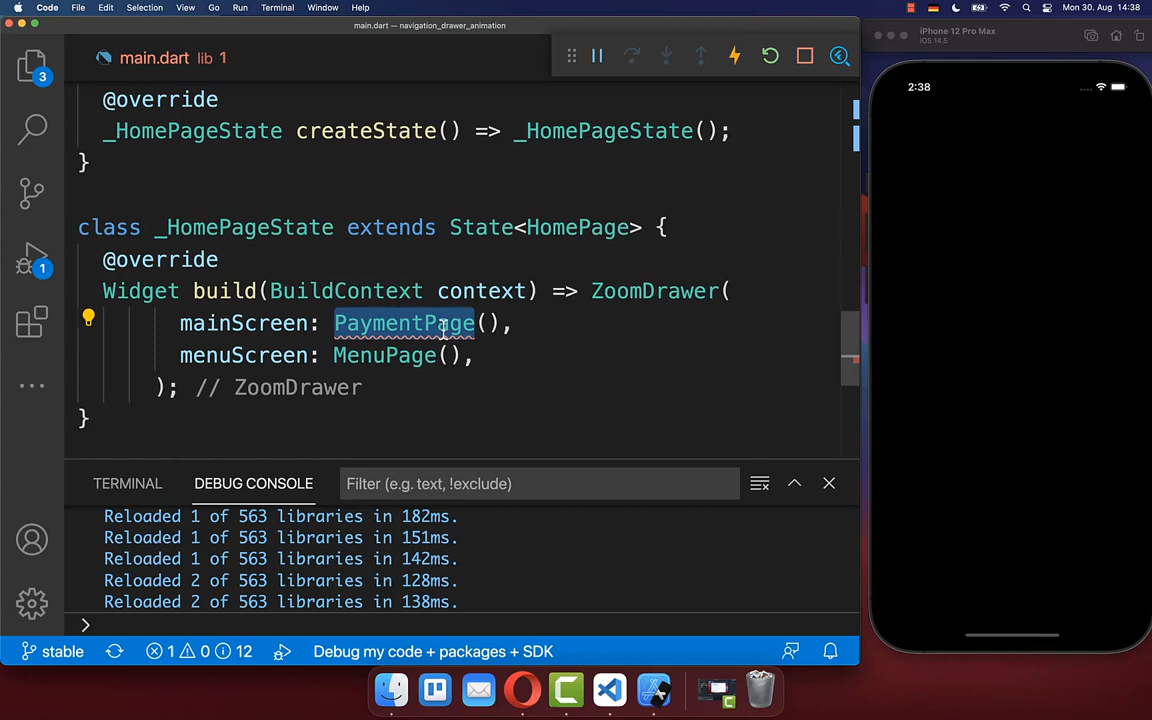 Code File Edit Selection View Go Run Terminal Window Help Mon 30. Aug 14:38
main.dart — navigation_drawer_animation
iPhone 12 Pro Max
iOS 14.5
main.dart lib 1
2:38
3
@override
_HomePageState createState() => _HomePageState();
}
class _HomePageState extends State<HomePage> {
@override
1
Widget build(BuildContext context) => ZoomDrawer(
mainScreen: PaymentPage(),
menuScreen: MenuPage(),
); // ZoomDrawer
}
TERMINAL DEBUG CONSOLE Filter (e.g. text, !exclude)
Reloaded 1 of 563 libraries in 182ms.
Reloaded 1 of 563 libraries in 151ms.
Reloaded 1 of 563 libraries in 142ms.
Reloaded 2 of 563 libraries in 128ms.
Reloaded 2 of 563 libraries in 138ms.
>
stable 1 0 12 Debug my code + packages + SDK